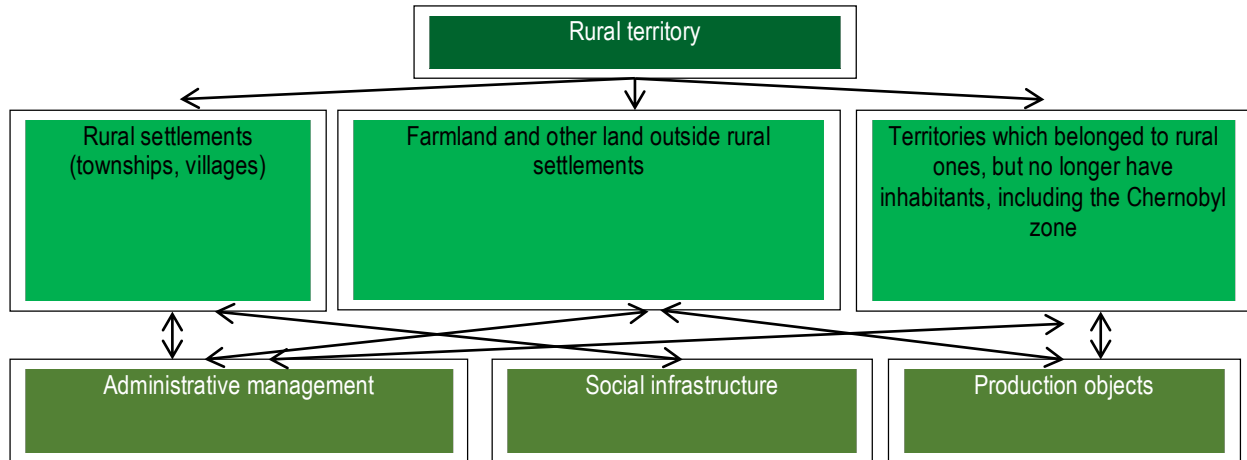 Rural territory
Rural settlements
(townships, villages)
Farmland and other land outside rural
settlements
Territories which belonged to rural
ones, but no longer have
inhabitants, including the Chernobyl
zone
Administrative management
Social infrastructure
Production objects